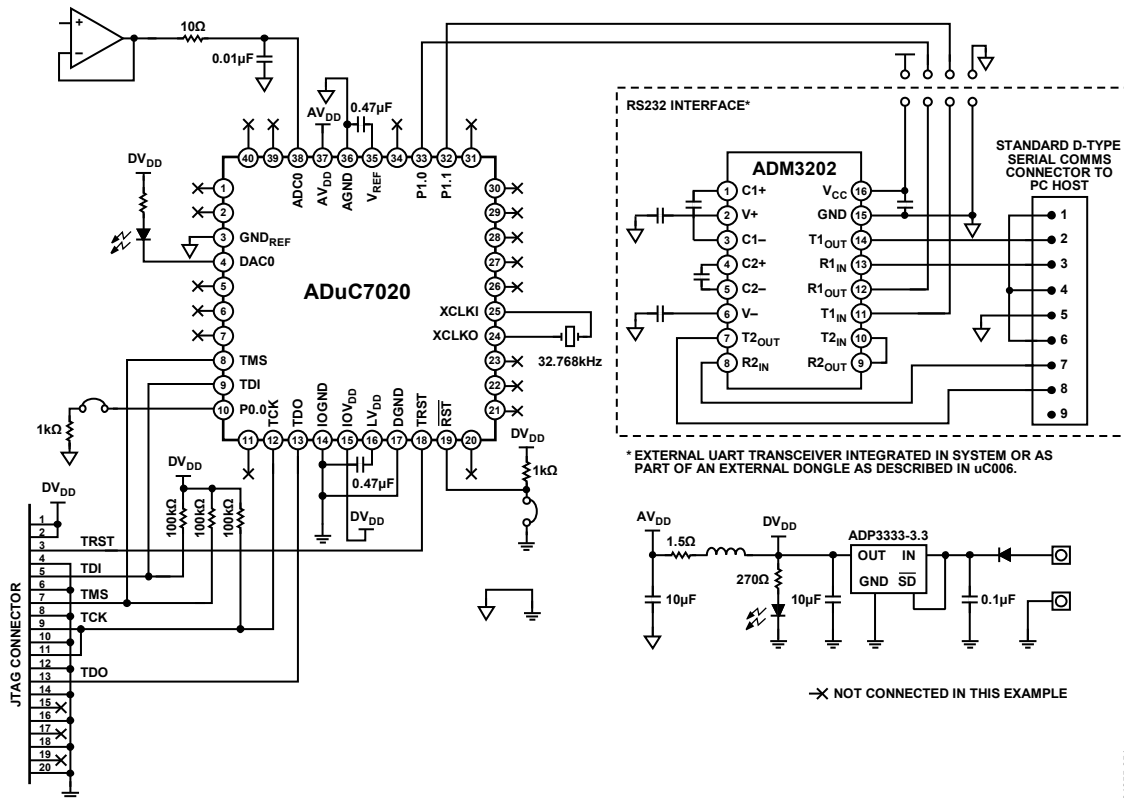 10Ω
0.01µF
AVDD
0.47µF
DVDD
40
39
38
37
36
35
34
33
32
31
ADC0
AVDD
AGND
VREF
P1.0
P1.1
1
2
3
4
5
6
7
8
9
10
GNDREF
DAC0
TMS
TDI
P0.0
ADuC7020
30
29
28
27
26
25
24
23
22
21
XCLKI
XCLKO
32.768kHz
TCK
TDO
IOGND
IOVDD
LVDD
DGND
TRST
RST
11
12
13
14
15
16
17
18
19
20
1kΩ
DVDD
100kΩ
100kΩ
100kΩ
0.47µF
DVDD
DVDD
1kΩ
RS232 INTERFACE*
ADM3202
1
2
3
4
5
6
7
8
C1+
V+
C1–
C2+
C2–
V–
T2OUT
R2IN
VCC
GND
T1OUT
R1IN
R1OUT
T1IN
T2IN
R2OUT
16
15
14
13
12
11
10
9
STANDARD D-TYPE
SERIAL COMMS
CONNECTOR TO
PC HOST
1
2
3
4
5
6
7
8
9
* EXTERNAL UART TRANSCEIVER INTEGRATED IN SYSTEM OR AS
PART OF AN EXTERNAL DONGLE AS DESCRIBED IN uC006.
DVDD
JTAG CONNECTOR
1
2
3
4
5
6
7
8
9
10
11
12
13
14
15
16
17
18
19
20
TRST
TDI
TMS
TCK
TDO
AVDD
1.5Ω
DVDD
270Ω
10µF
10µF
ADP3333-3.3
OUT IN
GND SD
0.1µF
NOT CONNECTED IN THIS EXAMPLE